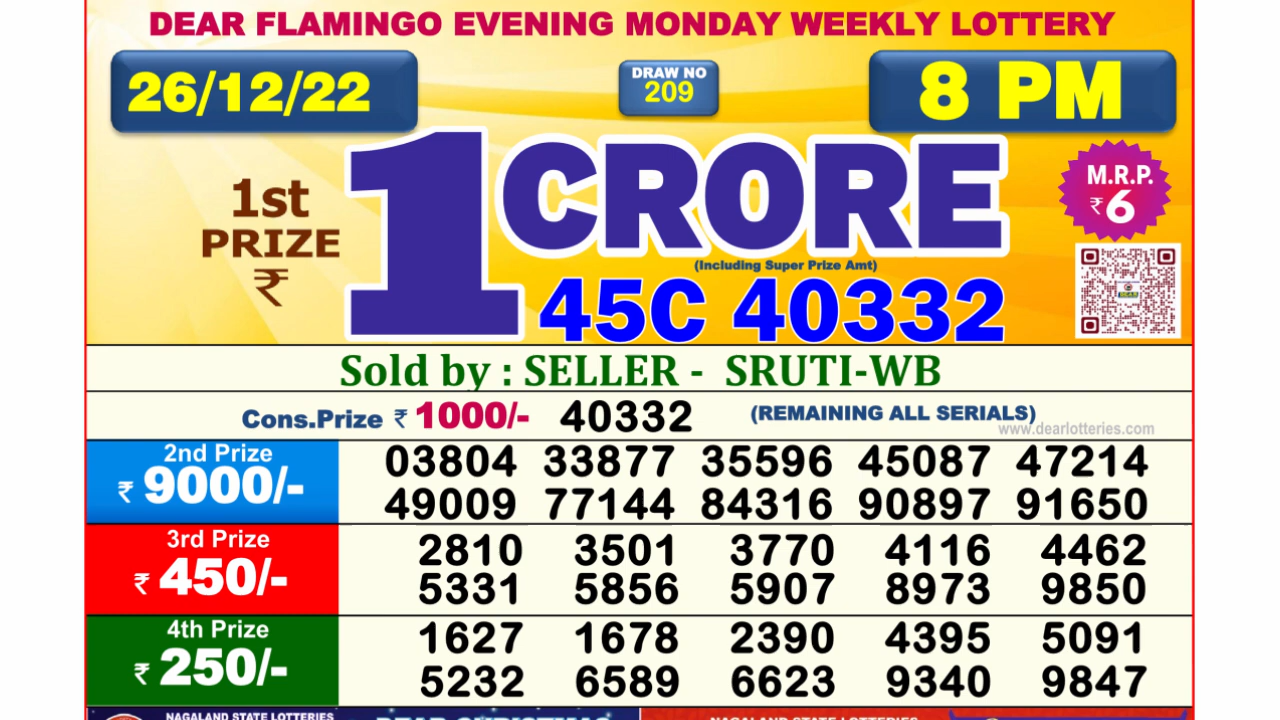 DEAR FLAMINGO EVENING MONDAY WEEKLY LOTTERY
26/12/22
DRAW NO
209
8 PM
1st
PRIZE
₹
1 CRORE
(Including Super Prize Amt)
45C 40332
M.R.P.
₹6
Sold by : SELLER - SRUTI-WB
Cons.Prize ₹ 1000/- 40332 (REMAINING ALL SERIALS)
www.dearlotteries.com
2nd Prize
₹ 9000/-
03804 33877 35596 45087 47214
49009 77144 84316 90897 91650
3rd Prize
₹ 450/-
2810 3501 3770 4116 4462
5331 5856 5907 8973 9850
4th Prize
₹ 250/-
1627 1678 2390 4395 5091
5232 6589 6623 9340 9847
NAGALAND STATE LOTTERIES
DEAR CHRISTMAS
NAGALAND STATE LOTTERIES